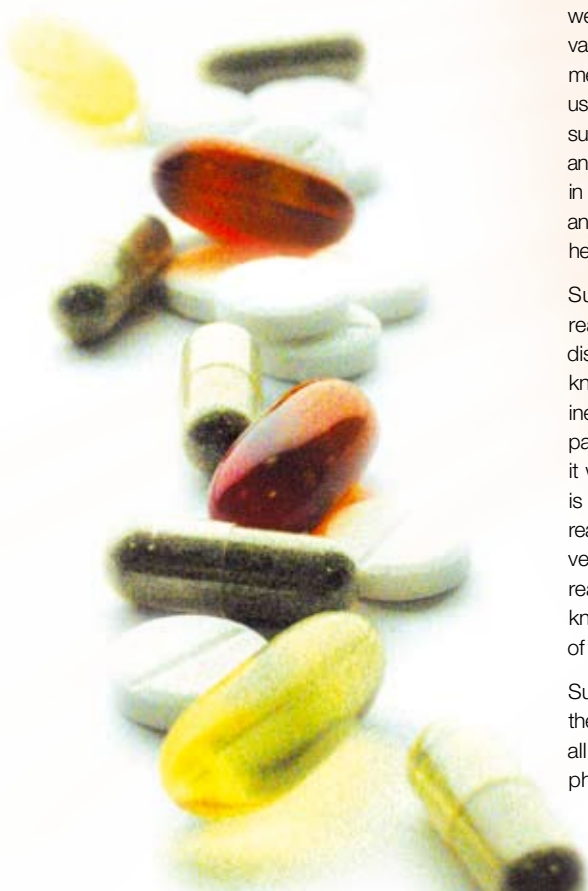 we
va
me
us
su
an
in
an
he
Su
rea
dis
kn
ine
pa
it v
is
rea
ve
rea
kn
of
Su
the
all
ph